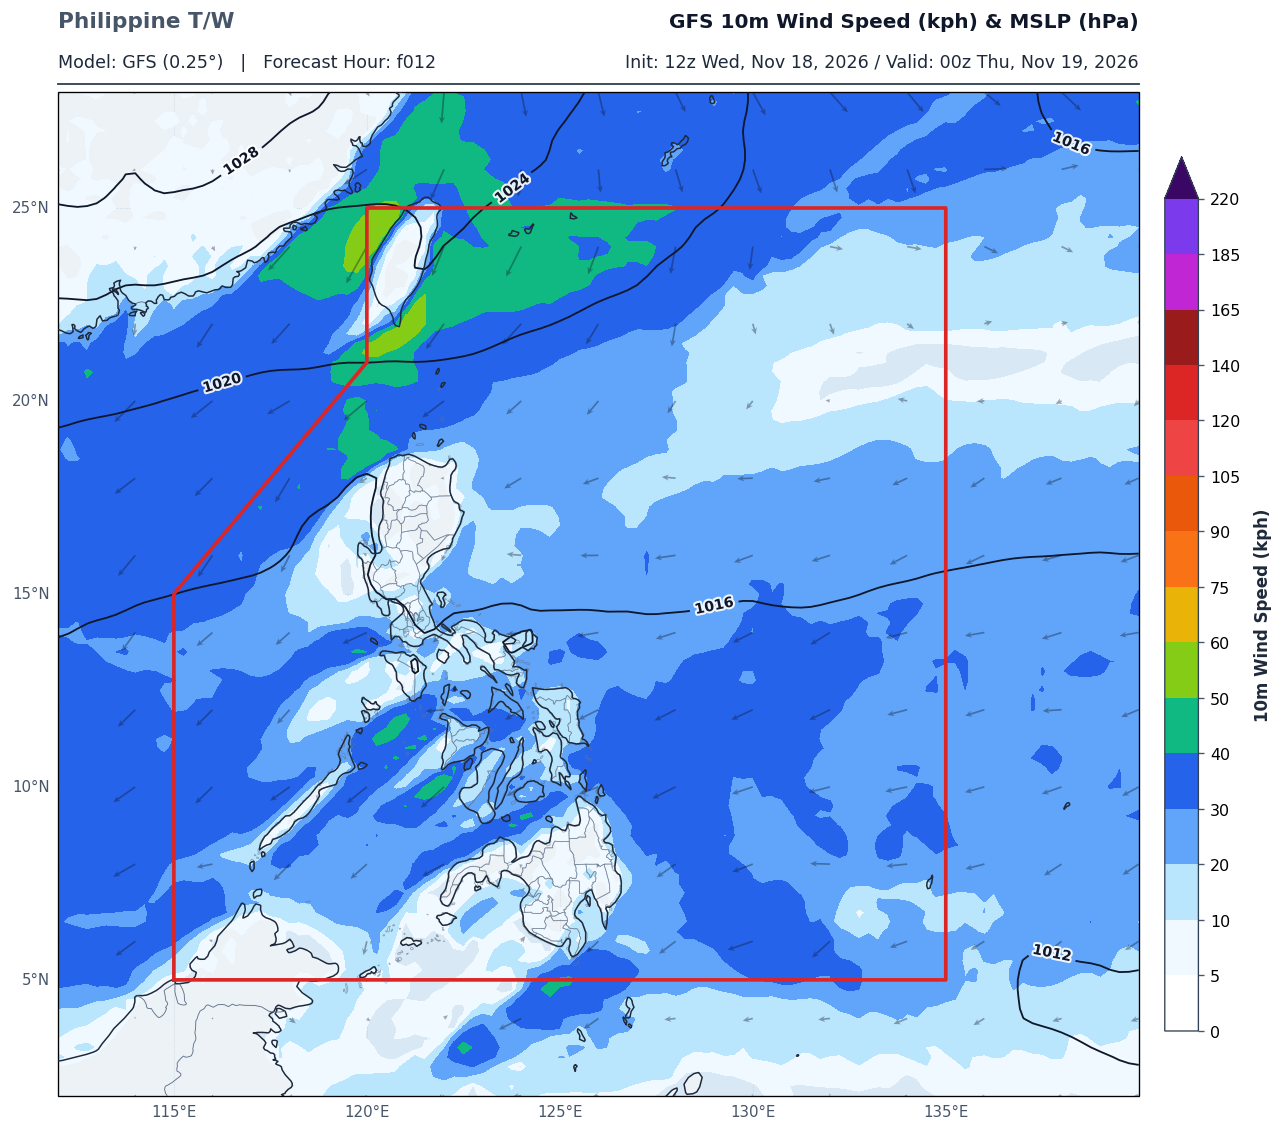 Philippine T/W
GFS 10m Wind Speed (kph) & MSLP (hPa)
Model: GFS (0.25°) | Forecast Hour: f012
Init: 12z Wed, Nov 18, 2026 / Valid: 00z Thu, Nov 19, 2026
1028
1024
1016
1020
1016
1012
25°N
20°N
15°N
10°N
5°N
115°E
120°E
125°E
130°E
135°E
220
185
165
140
120
105
90
75
60
50
40
30
20
10
5
0
10m Wind Speed (kph)